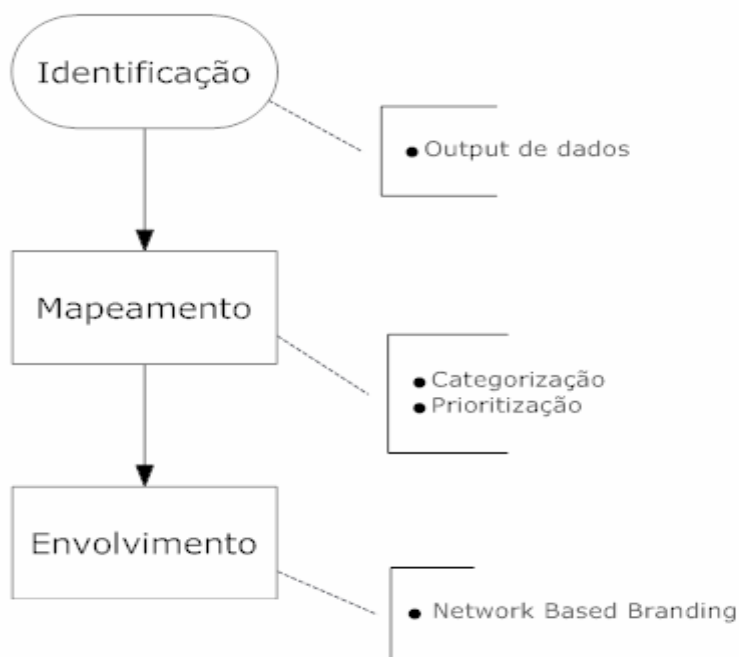 Identificação
• Output de dados
Mapeamento
• Categorização
• Prioritização
Envolvimento
• Network Based Branding